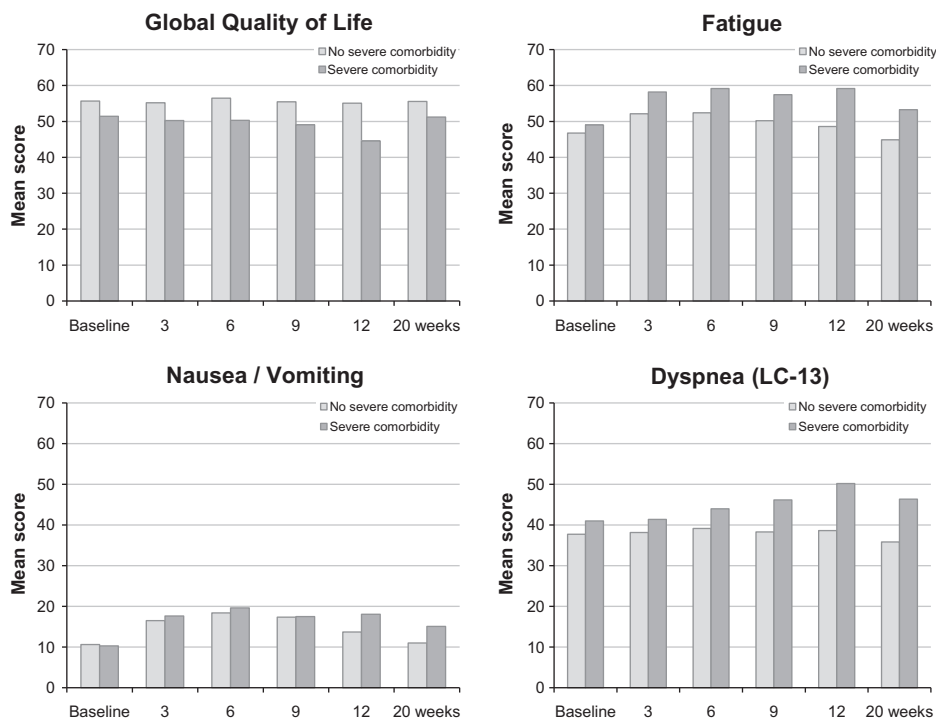 Global Quality of Life
70
60
50
40
30
20
10
0
Mean score
No severe comorbidity
Severe comorbidity
Baseline 3 6 9 12 20 weeks
Fatigue
70
60
50
40
30
20
10
0
Mean score
No severe comorbidity
Severe comorbidity
Baseline 3 6 9 12 20 weeks
Nausea / Vomiting
70
60
50
40
30
20
10
0
Mean score
No severe comorbidity
Severe comorbidity
Baseline 3 6 9 12 20 weeks
Dyspnea (LC-13)
70
60
50
40
30
20
10
0
Mean score
No severe comorbidity
Severe comorbidity
Baseline 3 6 9 12 20 weeks